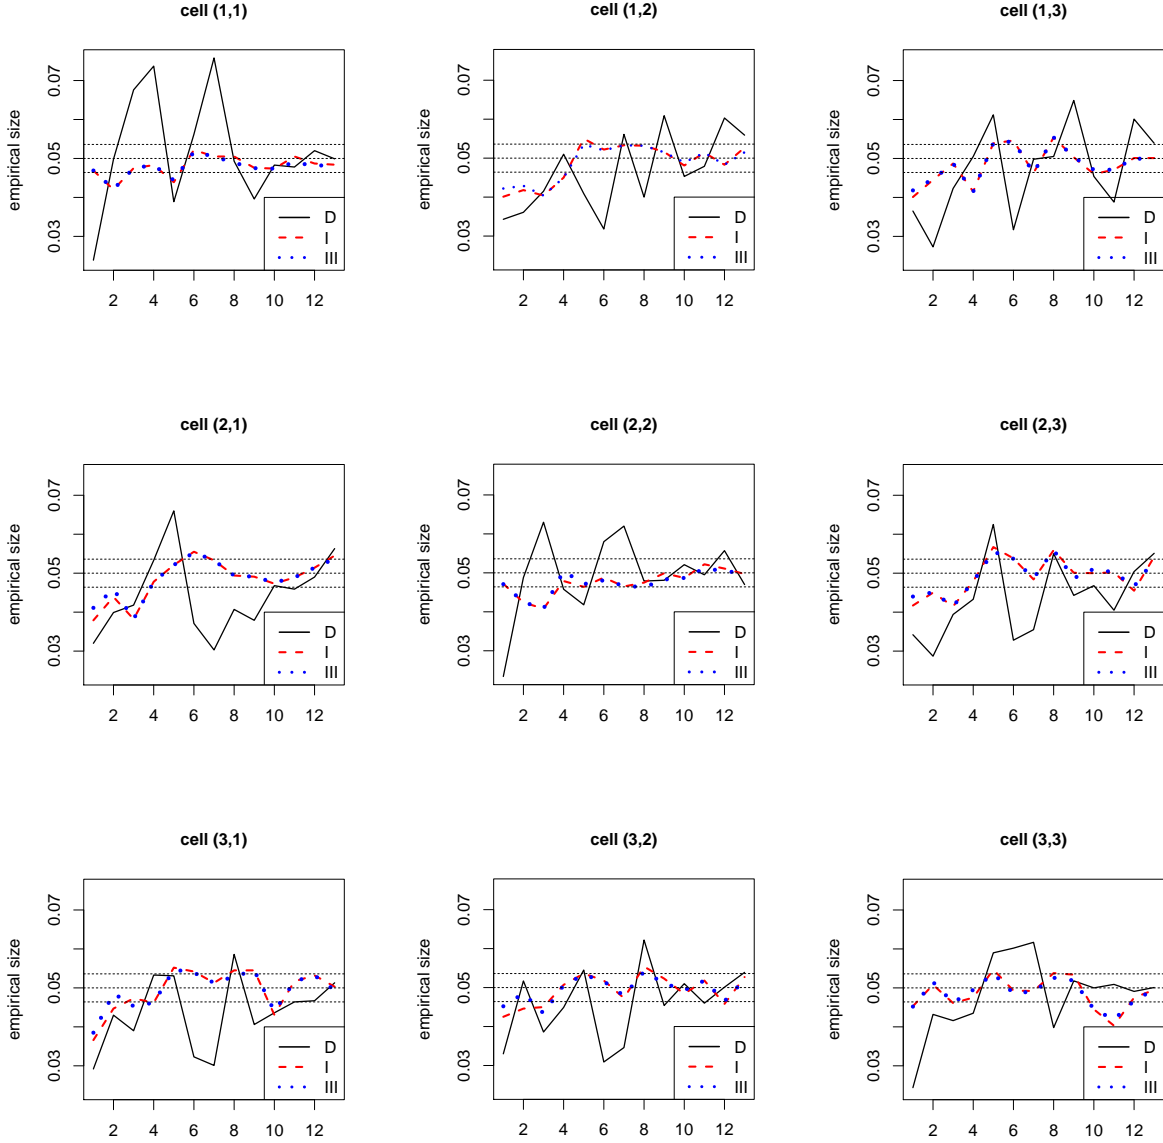 cell (1,1)
empirical size
0.03 0.05 0.07
D
I
III
2 4 6 8 10 12
cell (1,2)
empirical size
0.03 0.05 0.07
D
I
III
2 4 6 8 10 12
cell (1,3)
empirical size
0.03 0.05 0.07
D
I
III
2 4 6 8 10 12
cell (2,1)
empirical size
0.03 0.05 0.07
D
I
III
2 4 6 8 10 12
cell (2,2)
empirical size
0.03 0.05 0.07
D
I
III
2 4 6 8 10 12
cell (2,3)
empirical size
0.03 0.05 0.07
D
I
III
2 4 6 8 10 12
cell (3,1)
empirical size
0.03 0.05 0.07
D
I
III
2 4 6 8 10 12
cell (3,2)
empirical size
0.03 0.05 0.07
D
I
III
2 4 6 8 10 12
cell (3,3)
empirical size
0.03 0.05 0.07
D
I
III
2 4 6 8 10 12